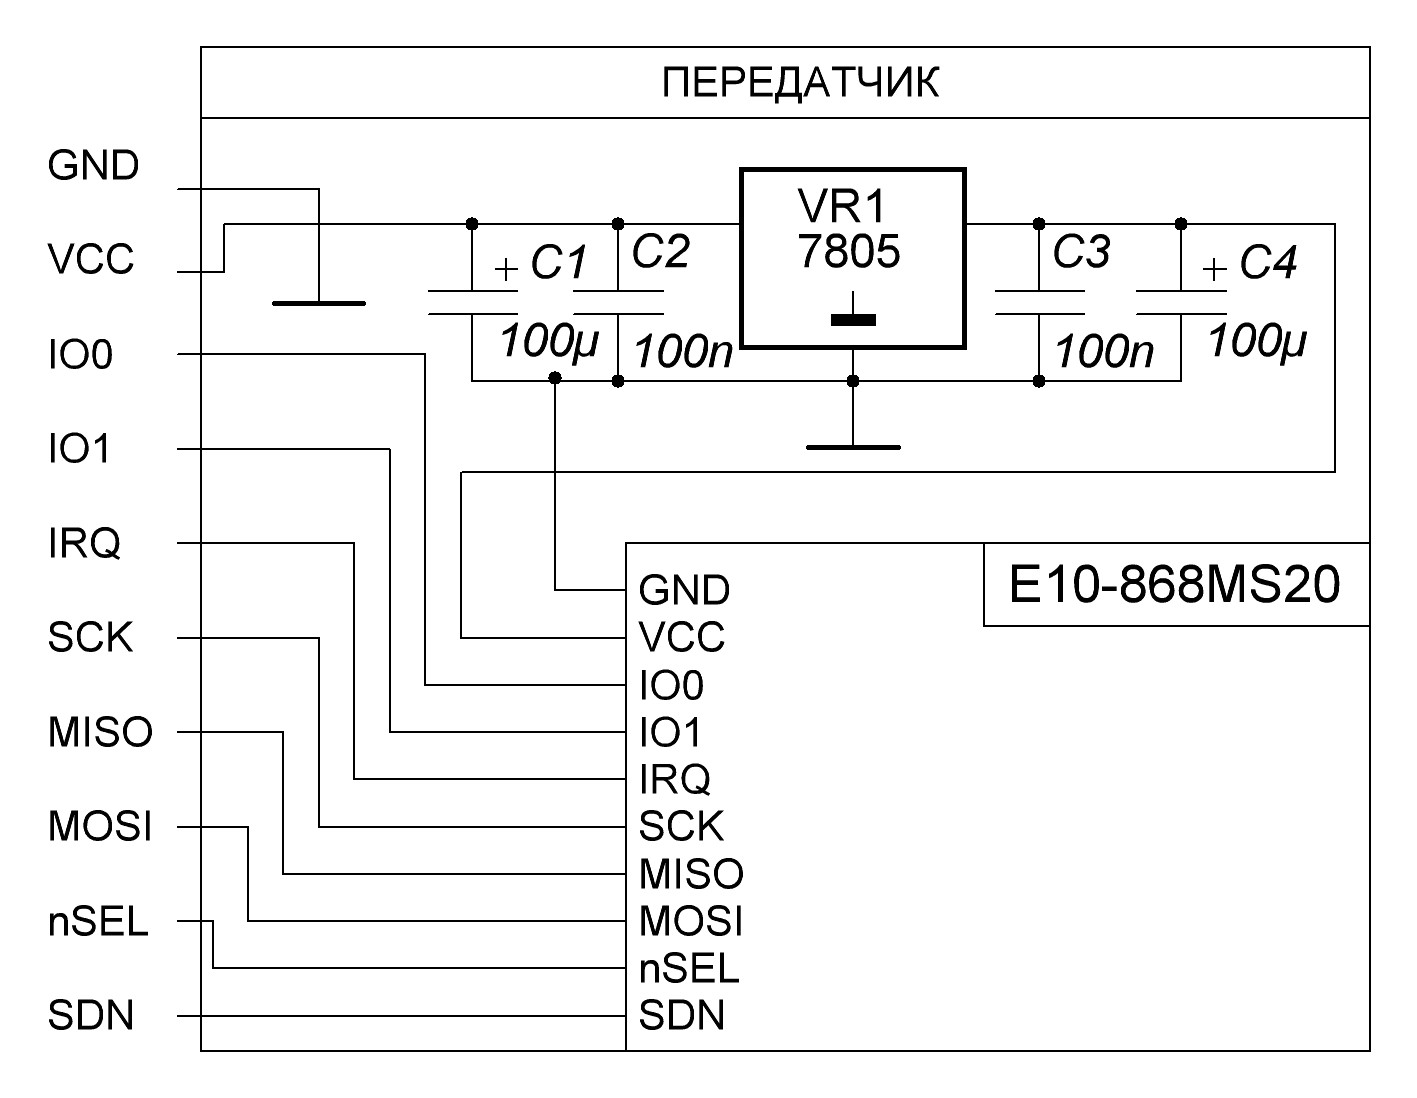 ПЕРЕДАТЧИК
GND
VCC
IO0
IO1
IRQ
SCK
MISO
MOSI
nSEL
SDN
+ C1
100µ
C2
100n
VR1
7805
C3
100n
+ C4
100µ
E10-868MS20
GND
VCC
IO0
IO1
IRQ
SCK
MISO
MOSI
nSEL
SDN